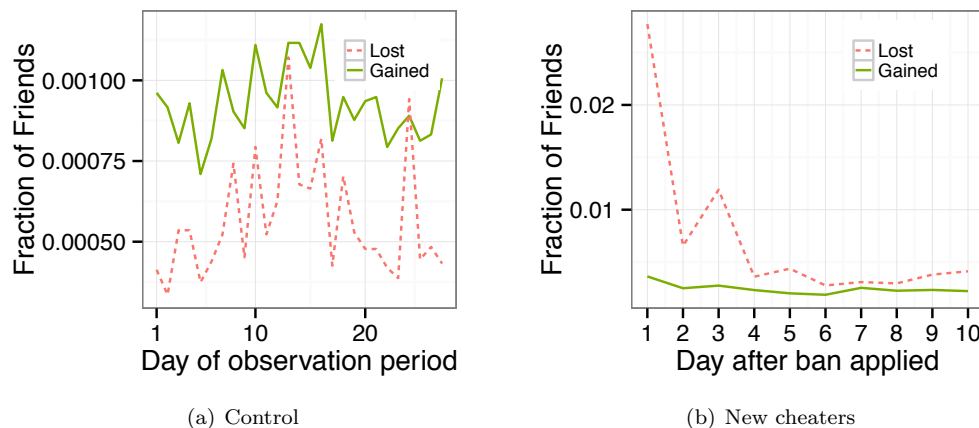 Fraction of Friends
0.00100
0.00075
0.00050
Lost
Gained
1 10 20
Day of observation period
(a) Control
Fraction of Friends
0.02
0.01
Lost
Gained
1 2 3 4 5 6 7 8 9 10
Day after ban applied
(b) New cheaters